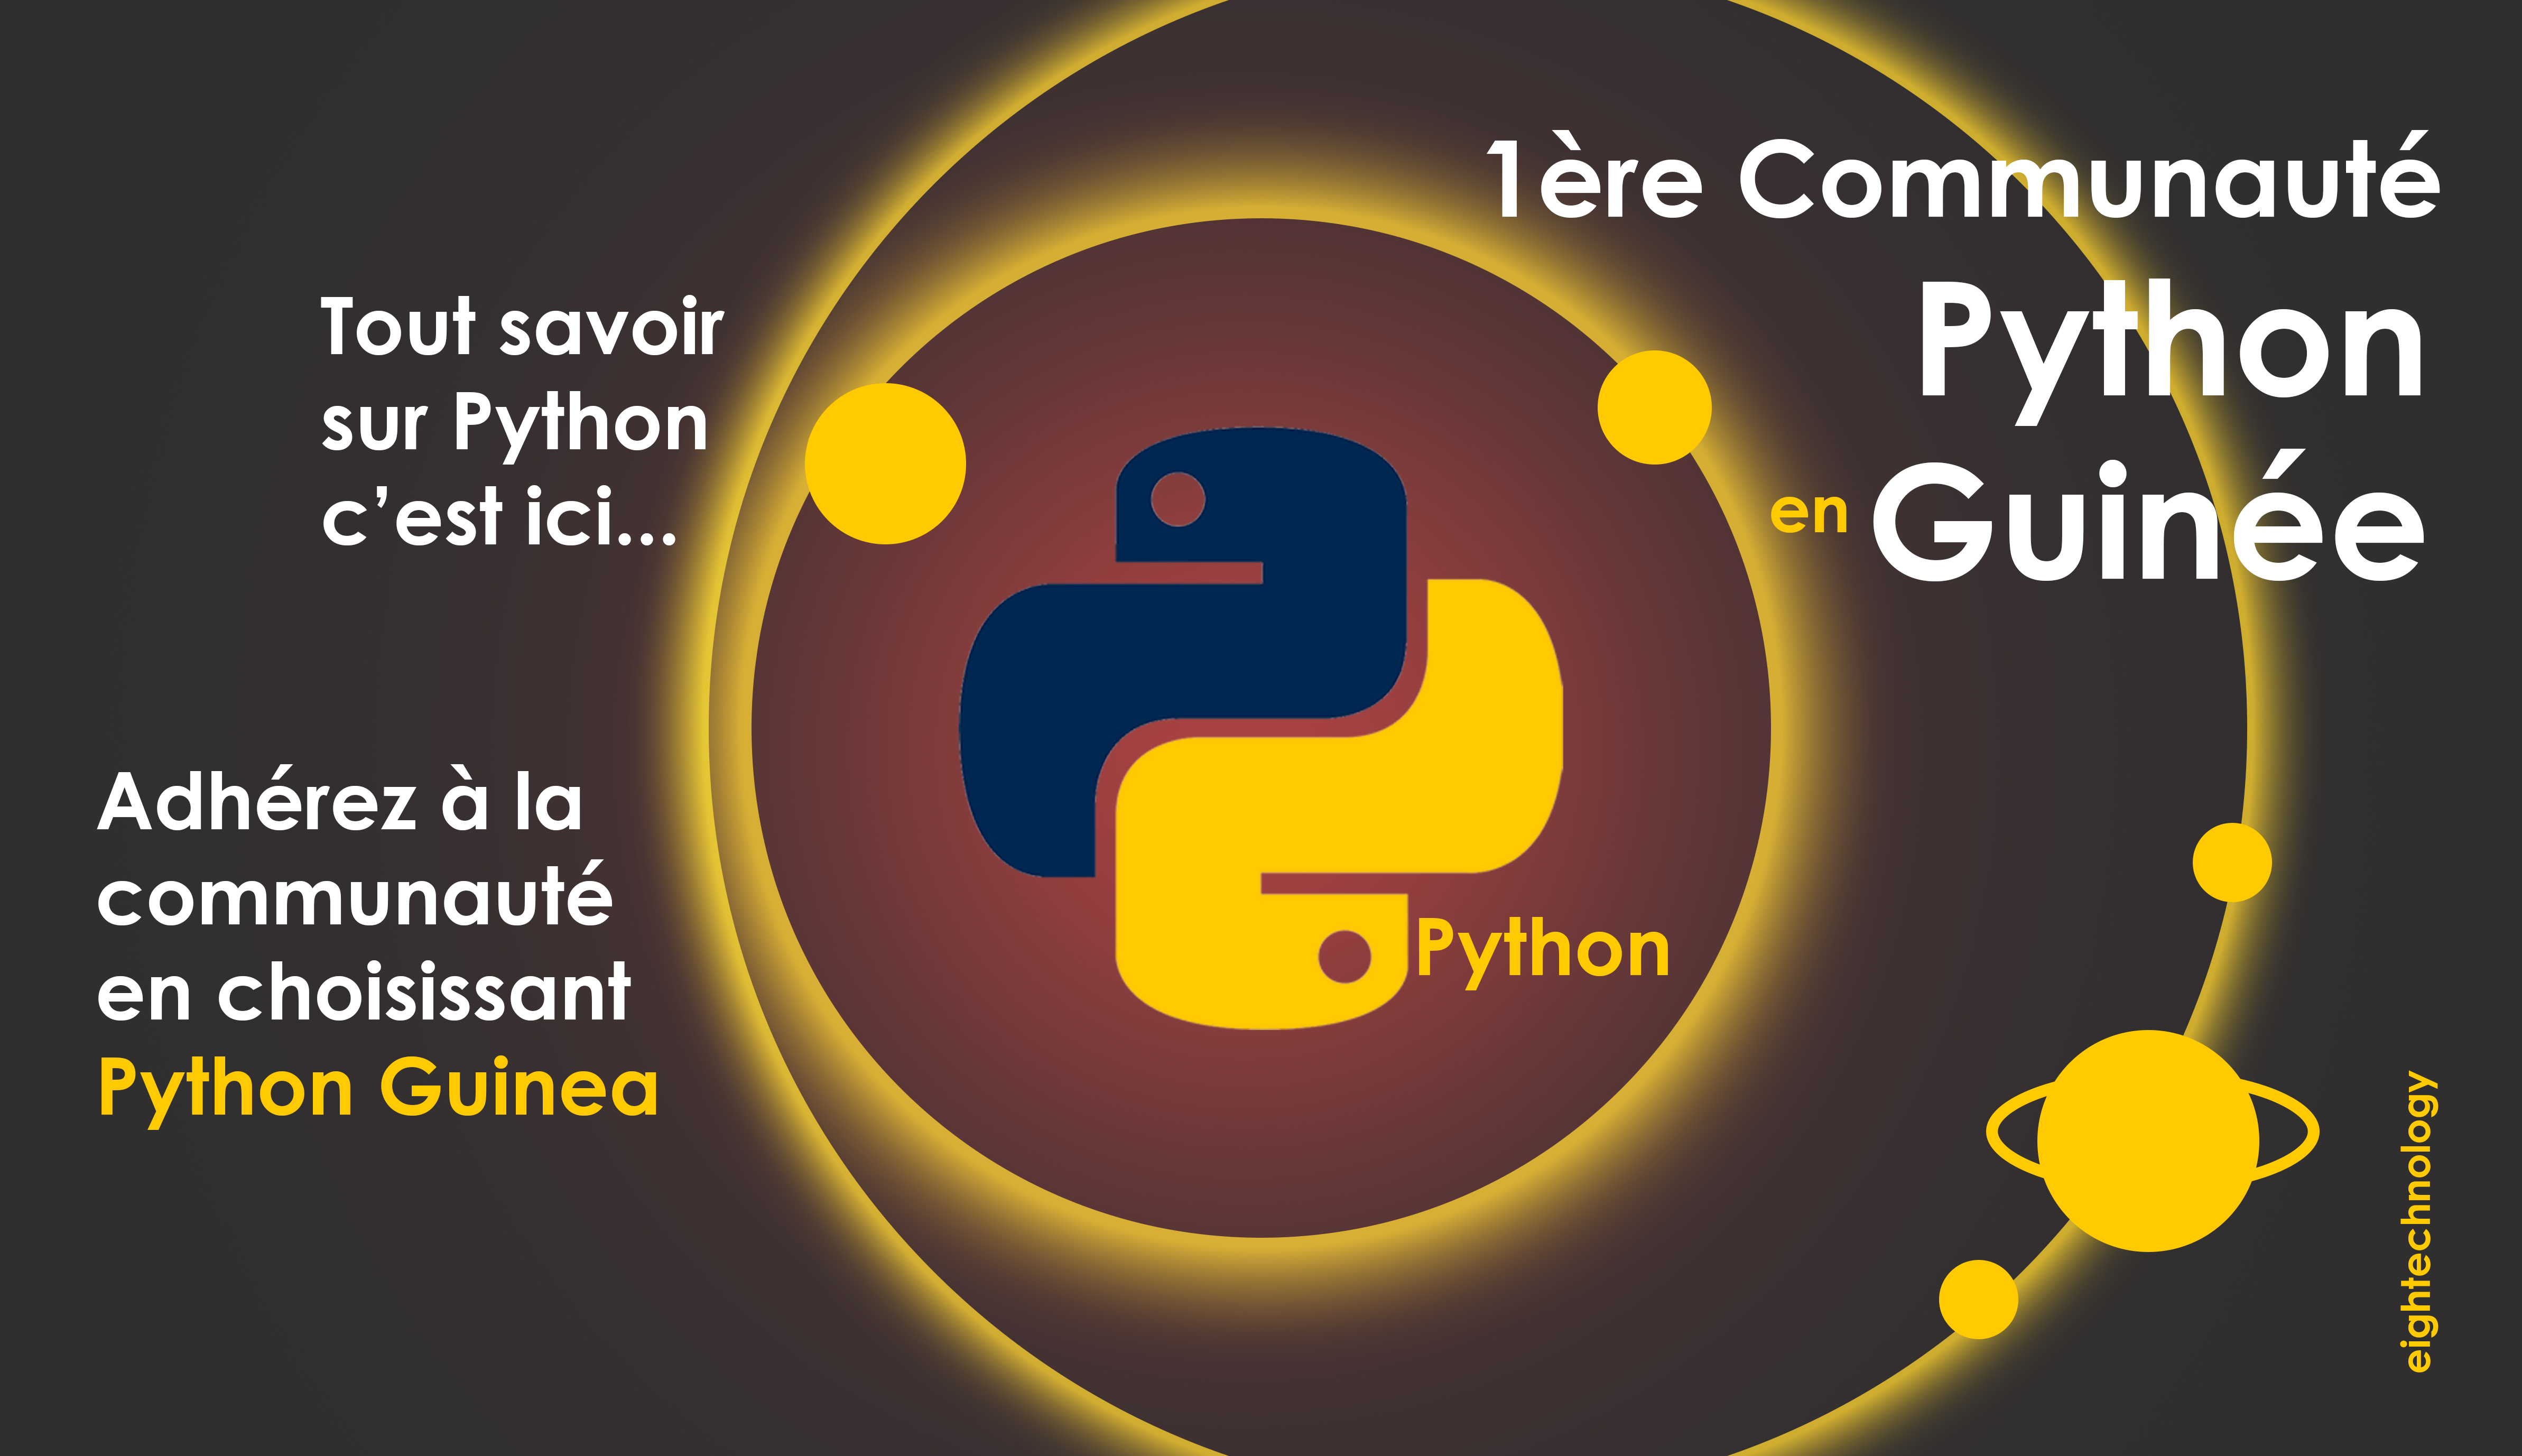 1ère Communauté
Python
en Guinée
Tout savoir
sur Python
c’est ici...
Adhérez à la
communauté
en choisissant
Python Guinea
Python
eightechnology